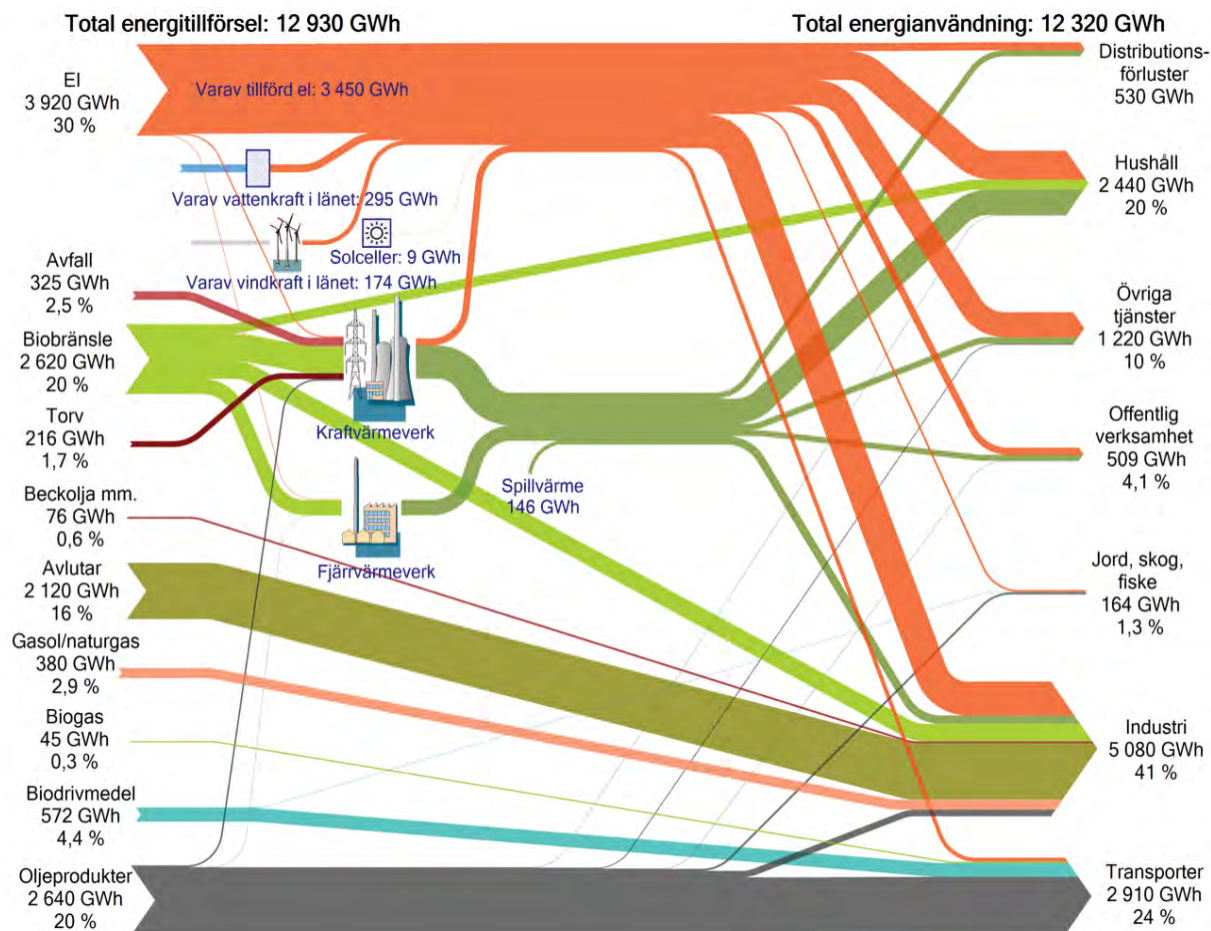 Total energitillförsel: 12 930 GWh
Total energianvändning: 12 320 GWh
El
3 920 GWh
30 %
Varav tillförd el: 3 450 GWh
Varav vattenkraft i länet: 295 GWh
Solceller: 9 GWh
Varav vindkraft i länet: 174 GWh
Avfall
325 GWh
2,5 %
Biobränsle
2 620 GWh
20 %
Torv
216 GWh
1,7 %
Beckolja mm.
76 GWh
0,6 %
Avlutar
2 120 GWh
16 %
Gasol/naturgas
380 GWh
2,9 %
Biogas
45 GWh
0,3 %
Biodrivmedel
572 GWh
4,4 %
Oljeprodukter
2 640 GWh
20 %
Kraftvärmeverk
Spillvärme
146 GWh
Fjärrvärmeverk
Distributions-
förluster
530 GWh
Hushåll
2 440 GWh
20 %
Övriga
tjänster
1 220 GWh
10 %
Offentlig
verksamhet
509 GWh
4,1 %
Jord, skog,
fiske
164 GWh
1,3 %
Industri
5 080 GWh
41 %
Transporter
2 910 GWh
24 %